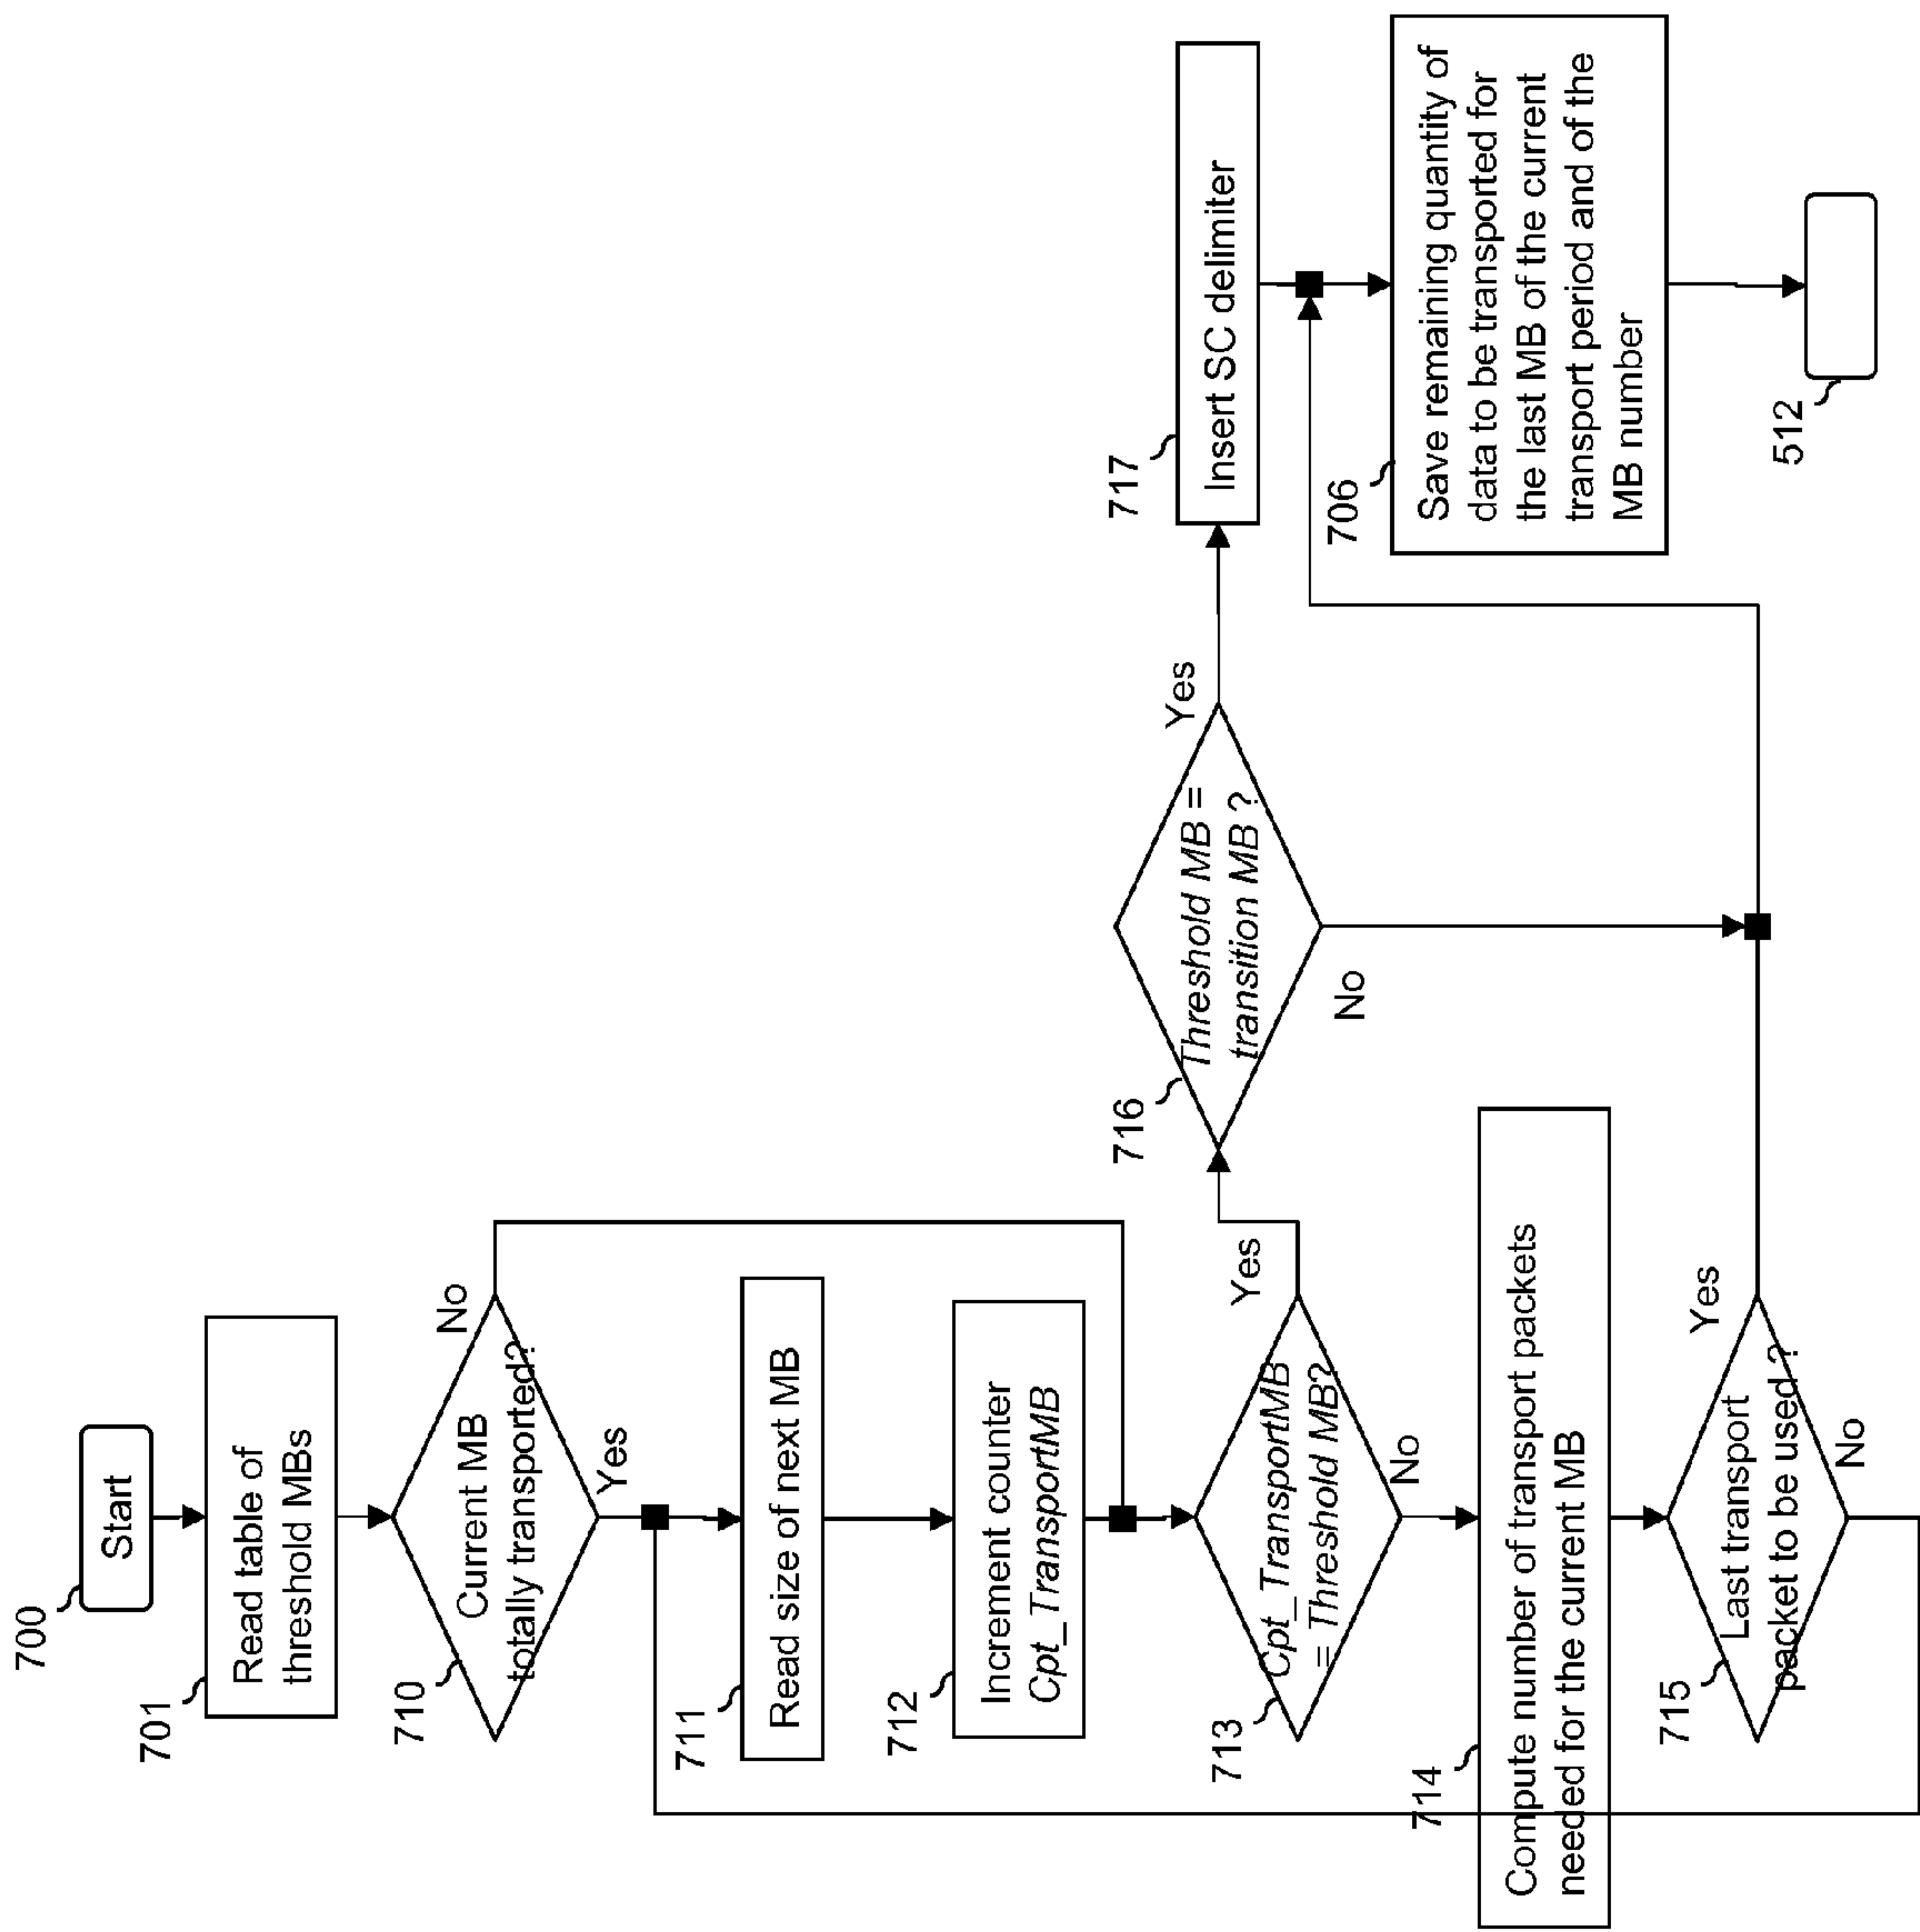 700
Start
701
Read table of
threshold MBs
710
Current MB
totally transported?
No
Yes
711
Read size of next MB
712
Increment counter
Cpt_TransportMB
713
Cpt_TransportMB
= Threshold MB?
Yes
No
714
Compute number of transport packets
needed for the current MB
715
Last transport
packet to be used ?
Yes
No
716
Threshold MB =
transition MB ?
Yes
No
717
Insert SC delimiter
706
Save remaining quantity of
data to be transported for
the last MB of the current
transport period and of the
MB number
512